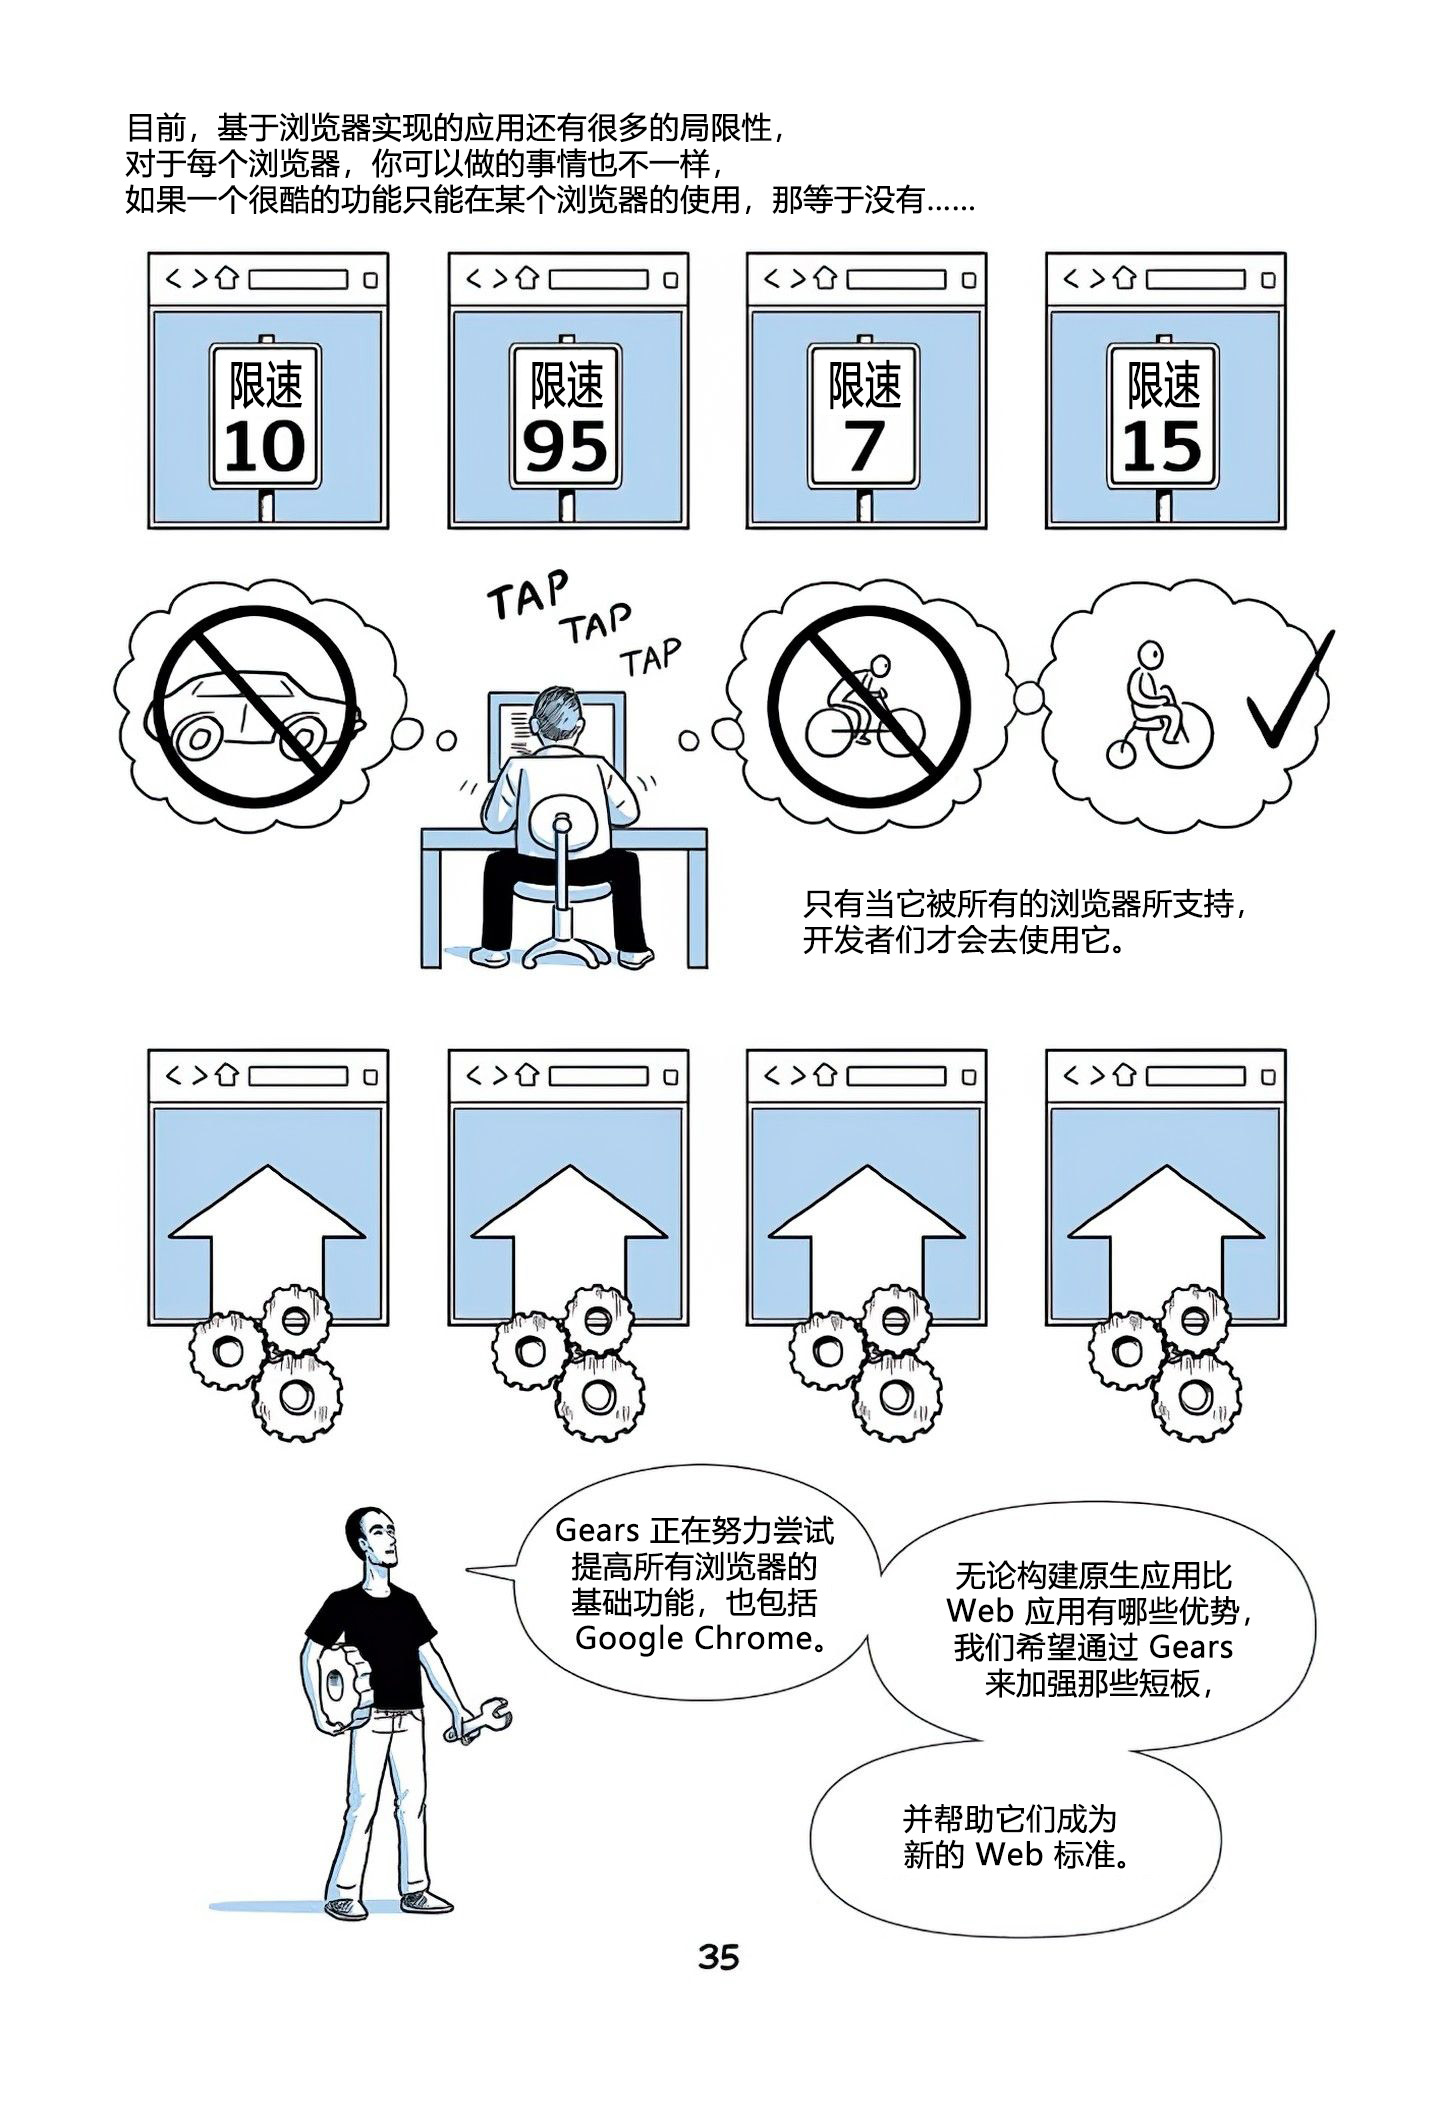 目前，基于浏览器实现的应用还有很多的局限性，
对于每个浏览器，你可以做的事情也不一样，
如果一个很酷的功能只能在某个浏览器的使用，那等于没有……
限速
10
限速
95
限速
7
限速
15
TAP
TAP
TAP
只有当它被所有的浏览器所支持，
开发者们才会去使用它。
Gears 正在努力尝试
提高所有浏览器的
基础功能，也包括
Google Chrome。
无论构建原生应用比
Web 应用有哪些优势，
我们希望通过 Gears
来加强那些短板，
并帮助它们成为
新的 Web 标准。
35